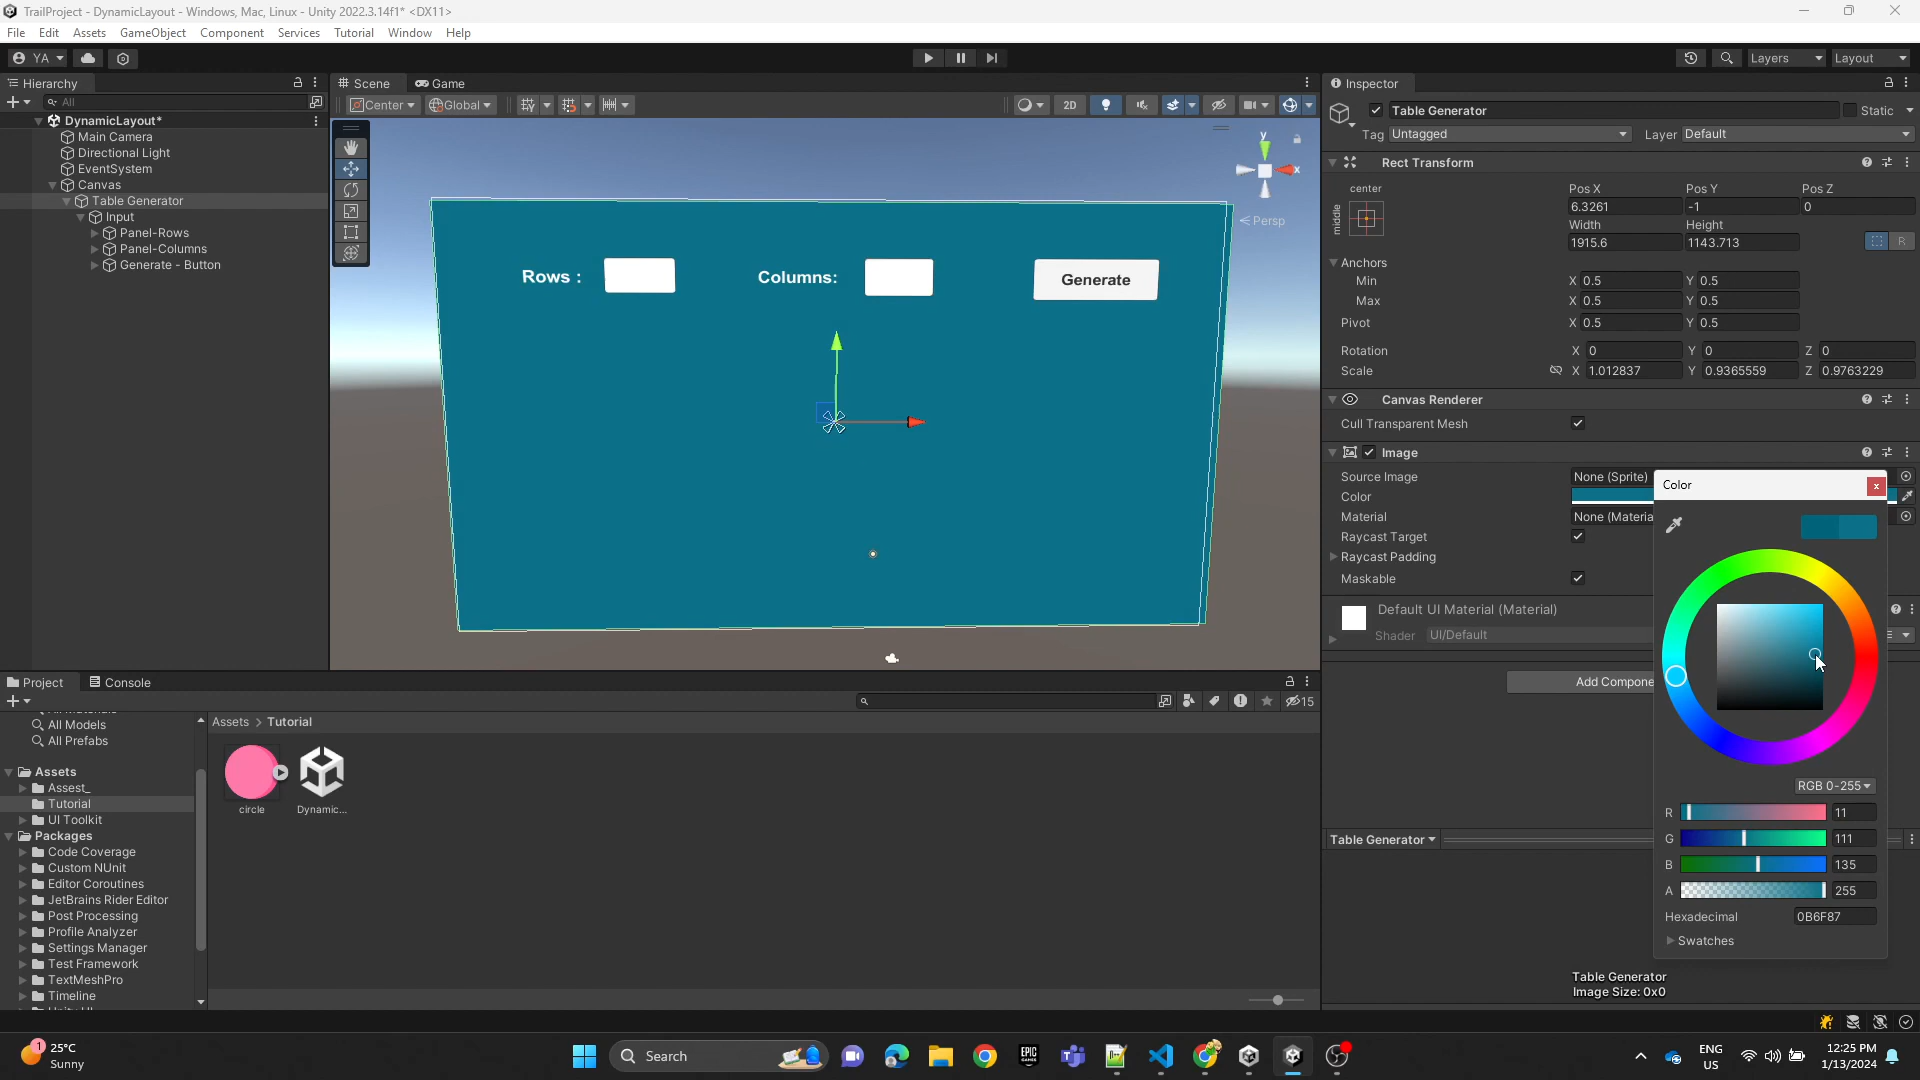 TrailProject - DynamicLayout - Windows, Mac, Linux - Unity 2022.3.14f1* <DX11>
File Edit Assets GameObject Component Services Tutorial Window Help
YA Layers Layout
Hierarchy
All
DynamicLayout*
Main Camera
Directional Light
EventSystem
Canvas
Table Generator
Input
Panel-Rows
Panel-Columns
Generate - Button
Scene Game
Center Global 2D
y
x
Persp
Rows :
Columns:
Generate
Inspector
Table Generator Static
Tag Untagged Layer Default
Rect Transform
center
middle
Pos X Pos Y Pos Z
6.3261 -1 0
Width Height
1915.6 1143.713 R
Anchors
Min X 0.5 Y 0.5
Max X 0.5 Y 0.5
Pivot X 0.5 Y 0.5
Rotation X 0 Y 0 Z 0
Scale X 1.012837 Y 0.9365559 Z 0.9763229
Canvas Renderer
Cull Transparent Mesh
Image
Source Image None (Sprite)
Color
Material None (Materia
Raycast Target
Raycast Padding
Maskable
Default UI Material (Material)
Shader UI/Default
Add Compone
Table Generator
Table Generator
Image Size: 0x0
Color
x
RGB 0-255
R 11
G 111
B 135
A 255
Hexadecimal 0B6F87
Swatches
Project Console
15
All Models
All Prefabs
Assets
Assest_
Tutorial
UI Toolkit
Packages
Code Coverage
Custom NUnit
Editor Coroutines
JetBrains Rider Editor
Post Processing
Profile Analyzer
Settings Manager
Test Framework
TextMeshPro
Timeline
Assets > Tutorial
circle Dynamic...
1
25°C
Sunny
Search
EPIC
GAMES
ENG
US
12:25 PM
1/13/2024